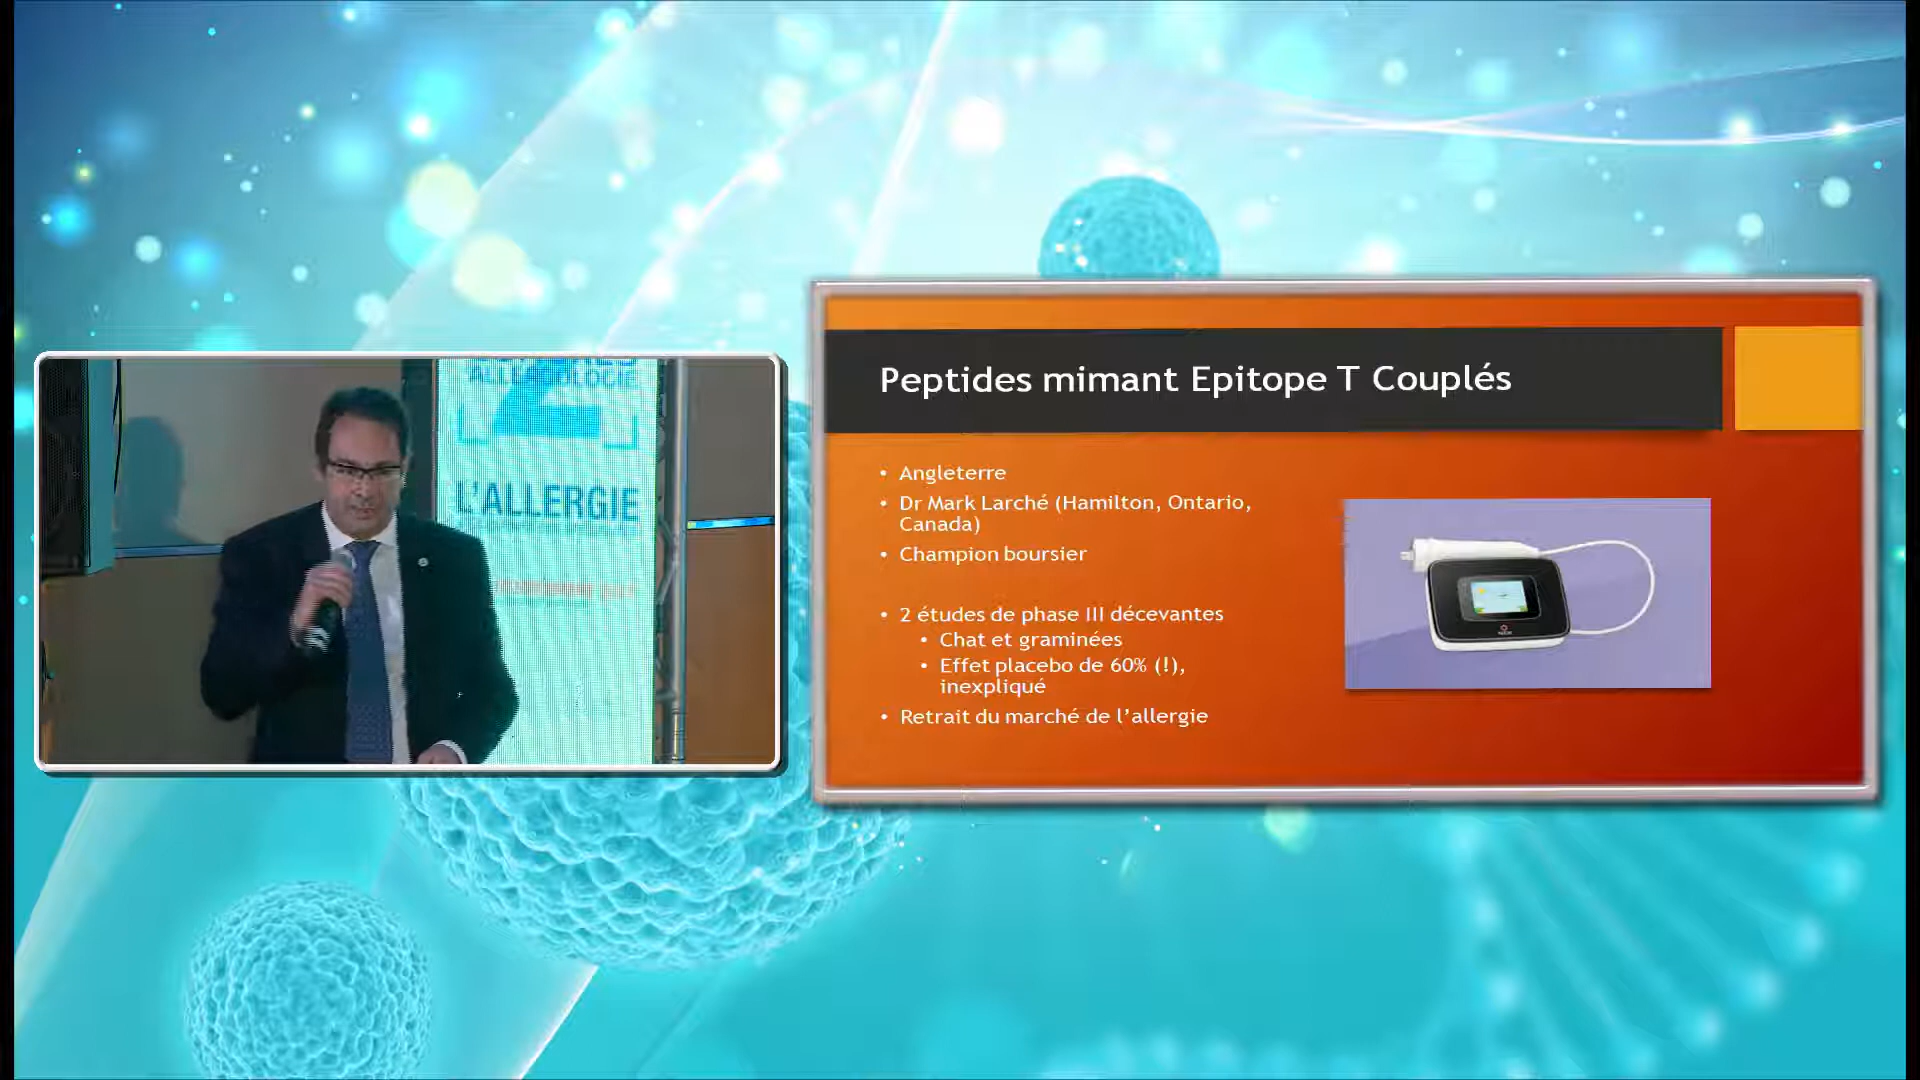 ALLERGOLOGIE
L'ALLERGIE
Peptides mimant Epitope T Couplés
• Angleterre
• Dr Mark Larché (Hamilton, Ontario,
Canada)
• Champion boursier
• 2 études de phase III décevantes
• Chat et graminées
• Effet placebo de 60% (!),
inexpliqué
• Retrait du marché de l'allergie